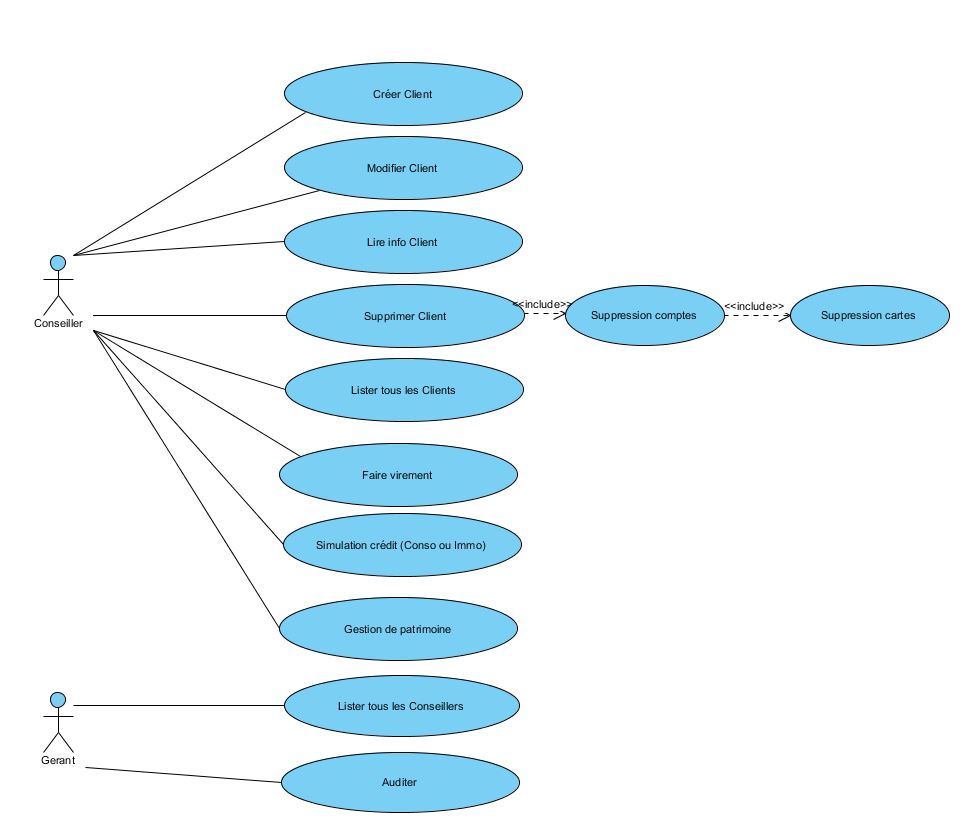 Créer Client
Modifier Client
Lire info Client
Conseiller
Supprimer Client
<<include>>
Suppression comptes
<<include>>
Suppression cartes
Lister tous les Clients
Faire virement
Simulation crédit (Conso ou Immo)
Gestion de patrimoine
Lister tous les Conseillers
Gerant
Auditer